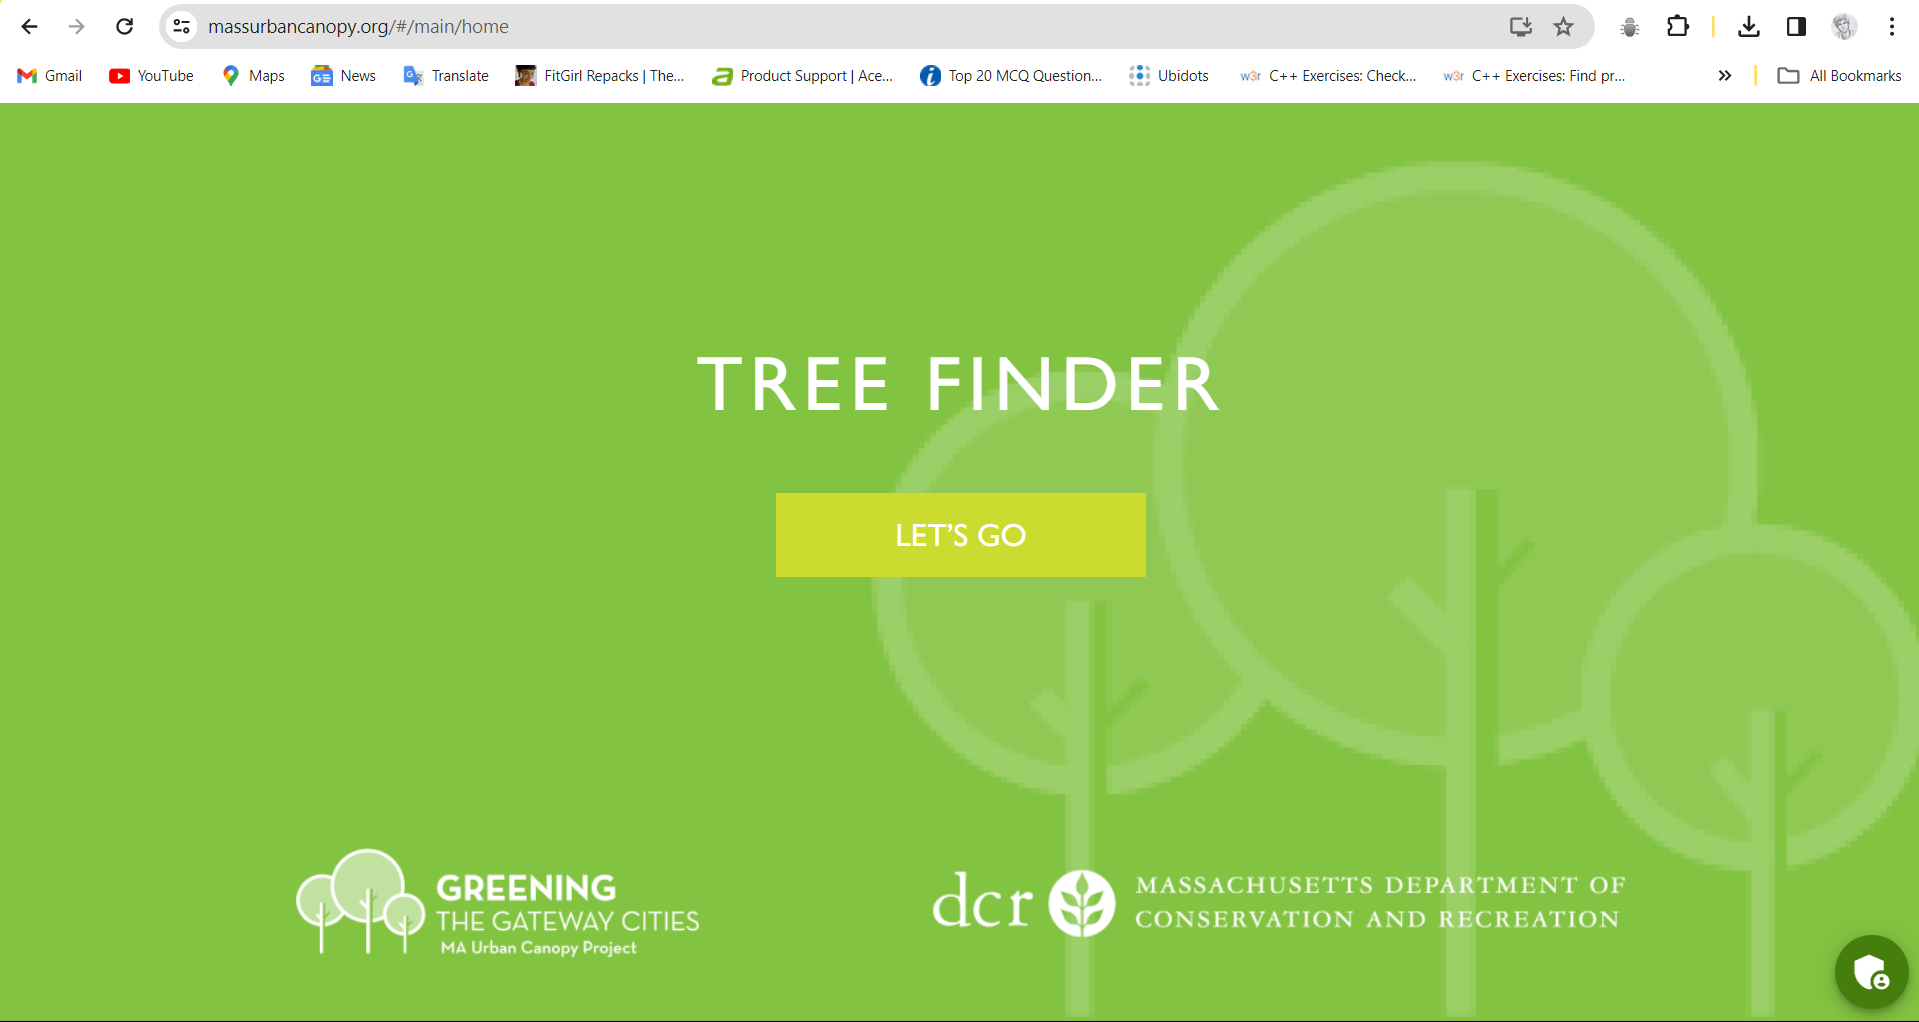 massurbancanopy.org/#/main/home
Gmail YouTube Maps News Translate FitGirl Repacks | The... Product Support | Ace... Top 20 MCQ Question... Ubidots w3r C++ Exercises: Check... w3r C++ Exercises: Find pr... » All Bookmarks
TREE FINDER
LET'S GO
GREENING
THE GATEWAY CITIES
MA Urban Canopy Project
dcr MASSACHUSETTS DEPARTMENT OF
CONSERVATION AND RECREATION